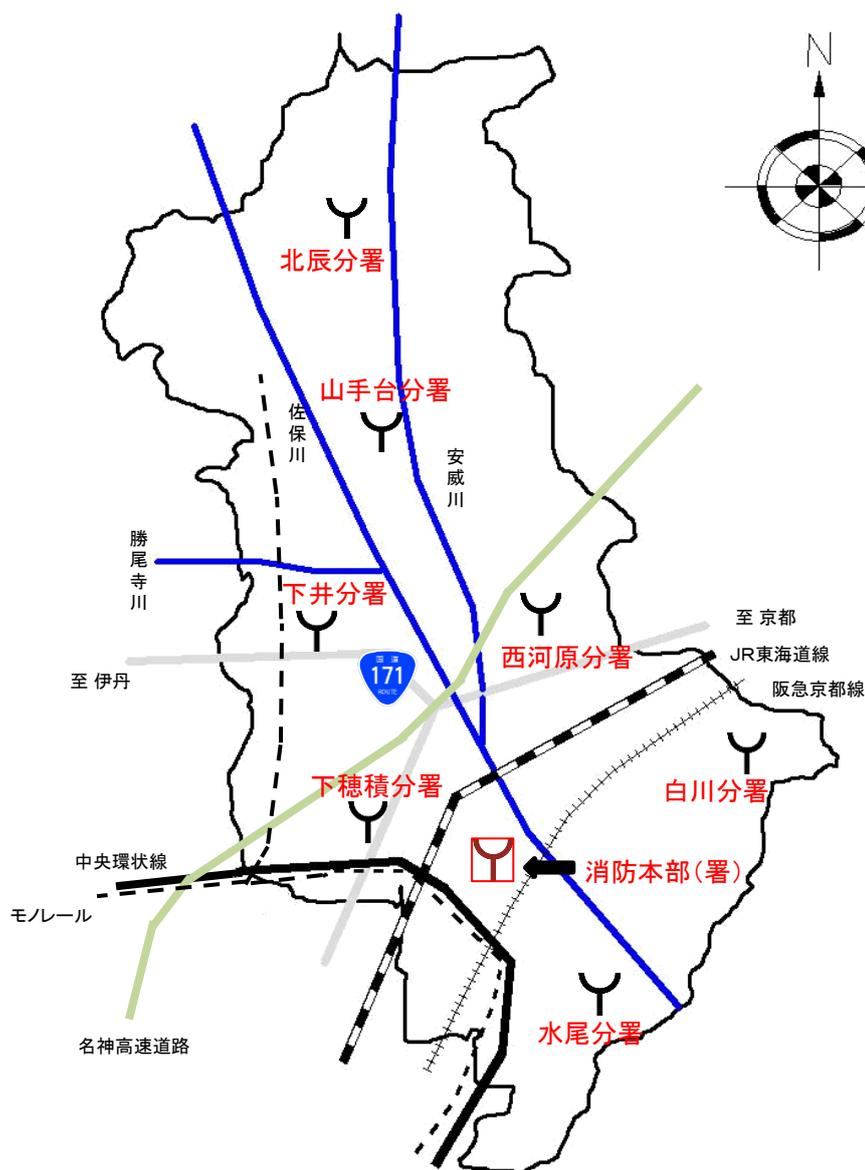 N
北辰分署
山手台分署
佐保川
安威川
勝尾寺川
下井分署
至 京都
西河原分署
JR東海道線
国道
171
ROUTE
至 伊丹
阪急京都線
下穂積分署
白川分署
中央環状線
消防本部(署)
モノレール
水尾分署
名神高速道路